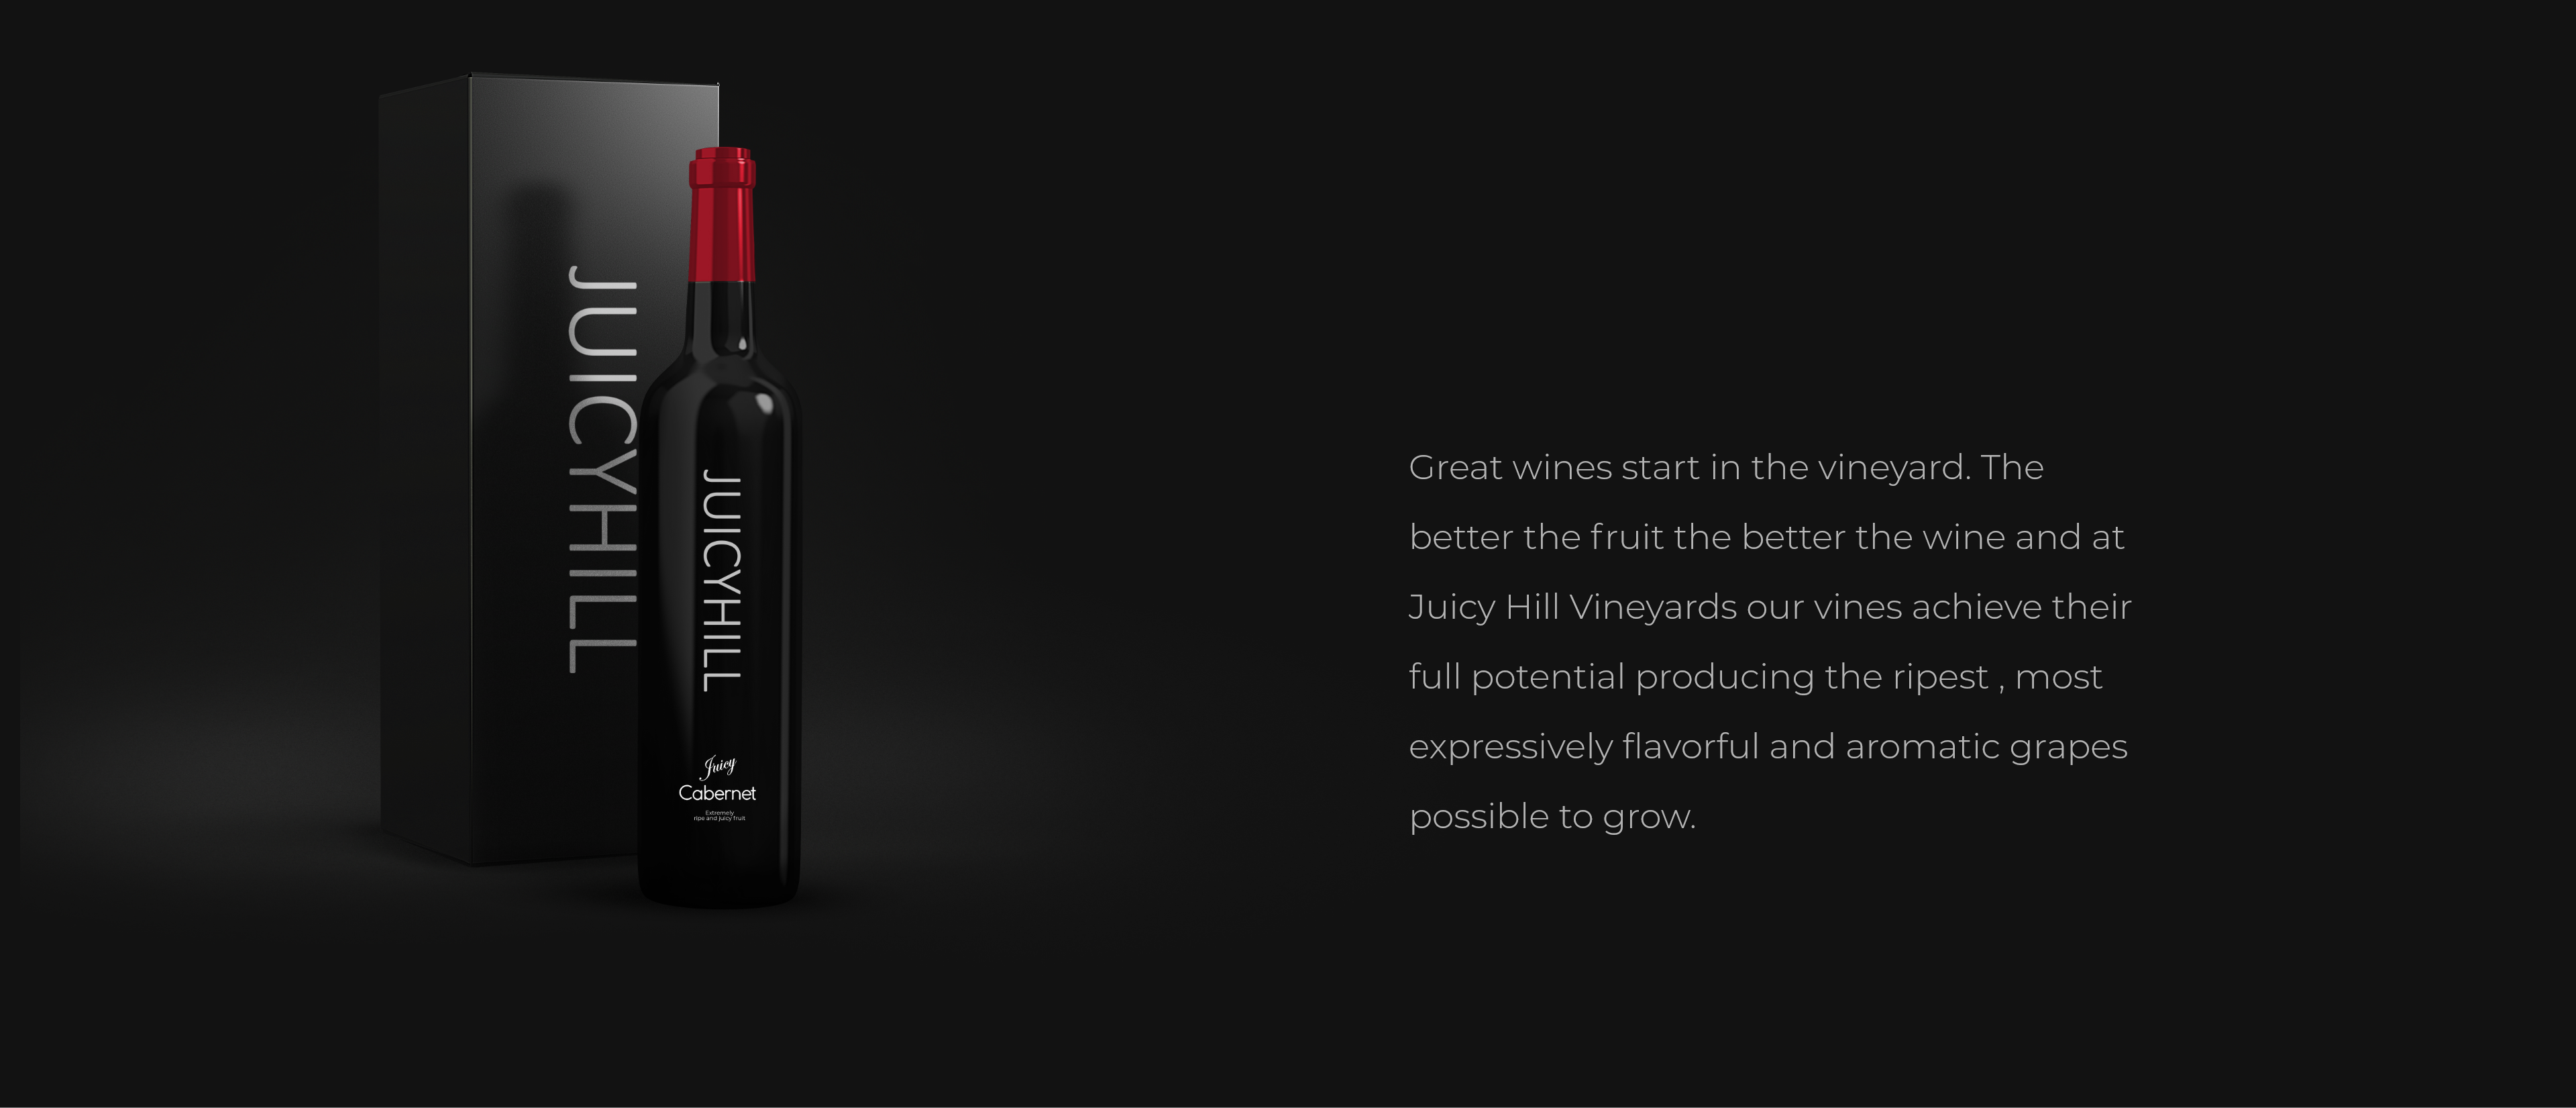 JUICYHILL
JUICYHILL
Juicy
Cabernet
Extremely
ripe and juicy fruit
Great wines start in the vineyard. The
better the fruit the better the wine and at
Juicy Hill Vineyards our vines achieve their
full potential producing the ripest , most
expressively flavorful and aromatic grapes
possible to grow.